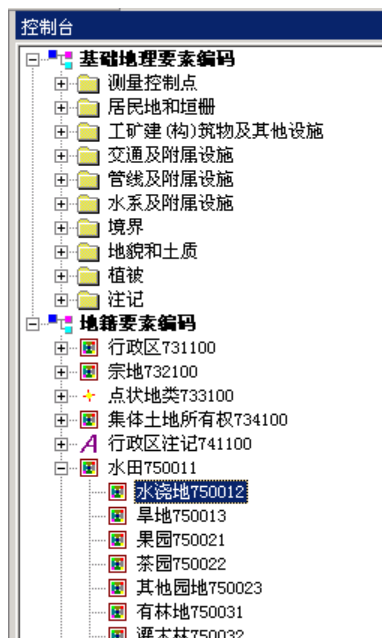 控制台
基础地理要素编码
测量控制点
居民地和垣栅
工矿建(构)筑物及其他设施
交通及附属设施
管线及附属设施
水系及附属设施
境界
地貌和土质
植被
注记
地籍要素编码
行政区731100
宗地732100
点状地类733100
集体土地所有权734100
行政区注记741100
水田750011
水浇地750012
旱地750013
果园750021
茶园750022
其他园地750023
有林地750031
灌木林750032